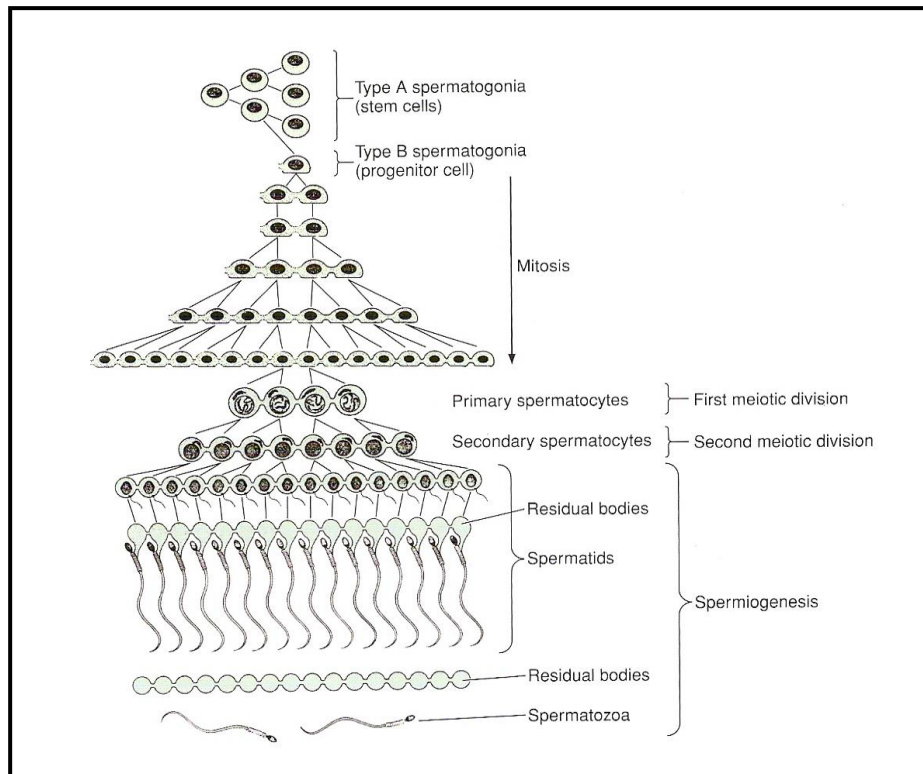 Type A spermatogonia
(stem cells)
Type B spermatogonia
(progenitor cell)
Mitosis
Primary spermatocytes
First meiotic division
Secondary spermatocytes
Second meiotic division
Residual bodies
Spermatids
Spermiogenesis
Residual bodies
Spermatozoa